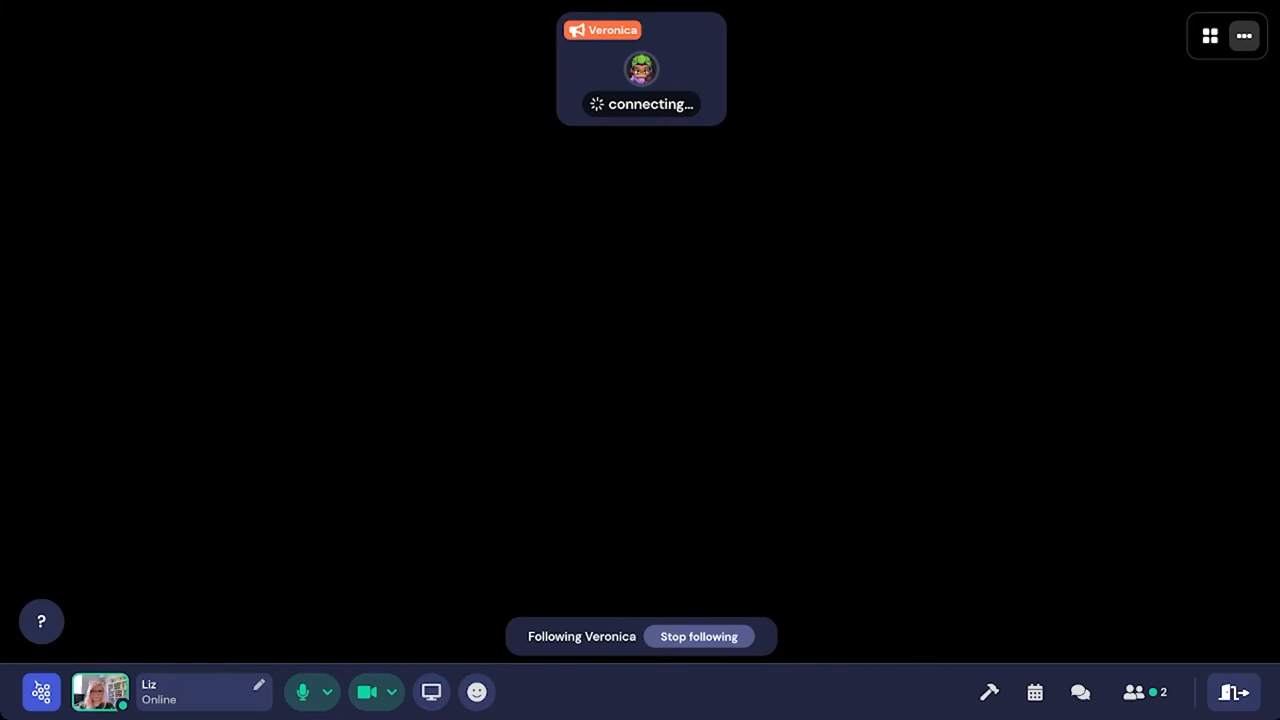 Veronica
connecting...
?
Following Veronica
Stop following
Liz
Online
2